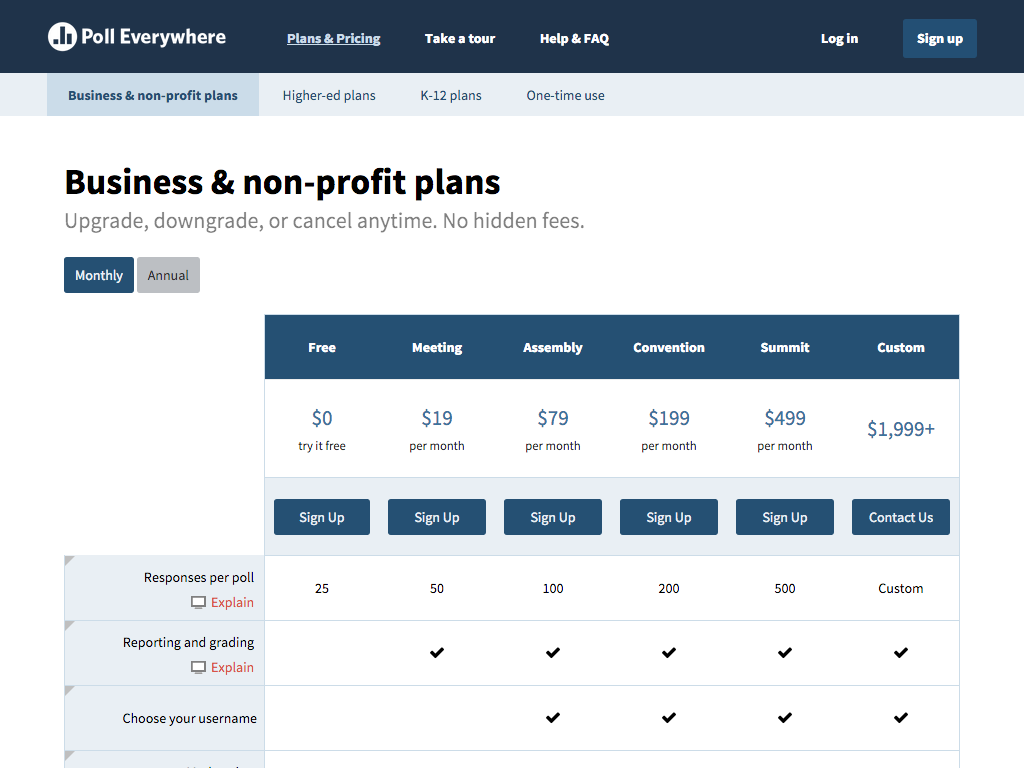 Poll Everywhere Plans & Pricing Take a tour Help & FAQ Log in Sign up
Business & non-profit plans Higher-ed plans K-12 plans One-time use
Business & non-profit plans
Upgrade, downgrade, or cancel anytime. No hidden fees.
Monthly Annual
Free Meeting Assembly Convention Summit Custom
$0 $19 $79 $199 $499 $1,999+
try it free per month per month per month per month
Sign Up Sign Up Sign Up Sign Up Sign Up Contact Us
Responses per poll 25 50 100 200 500 Custom
Explain
Reporting and grading
Explain
Choose your username